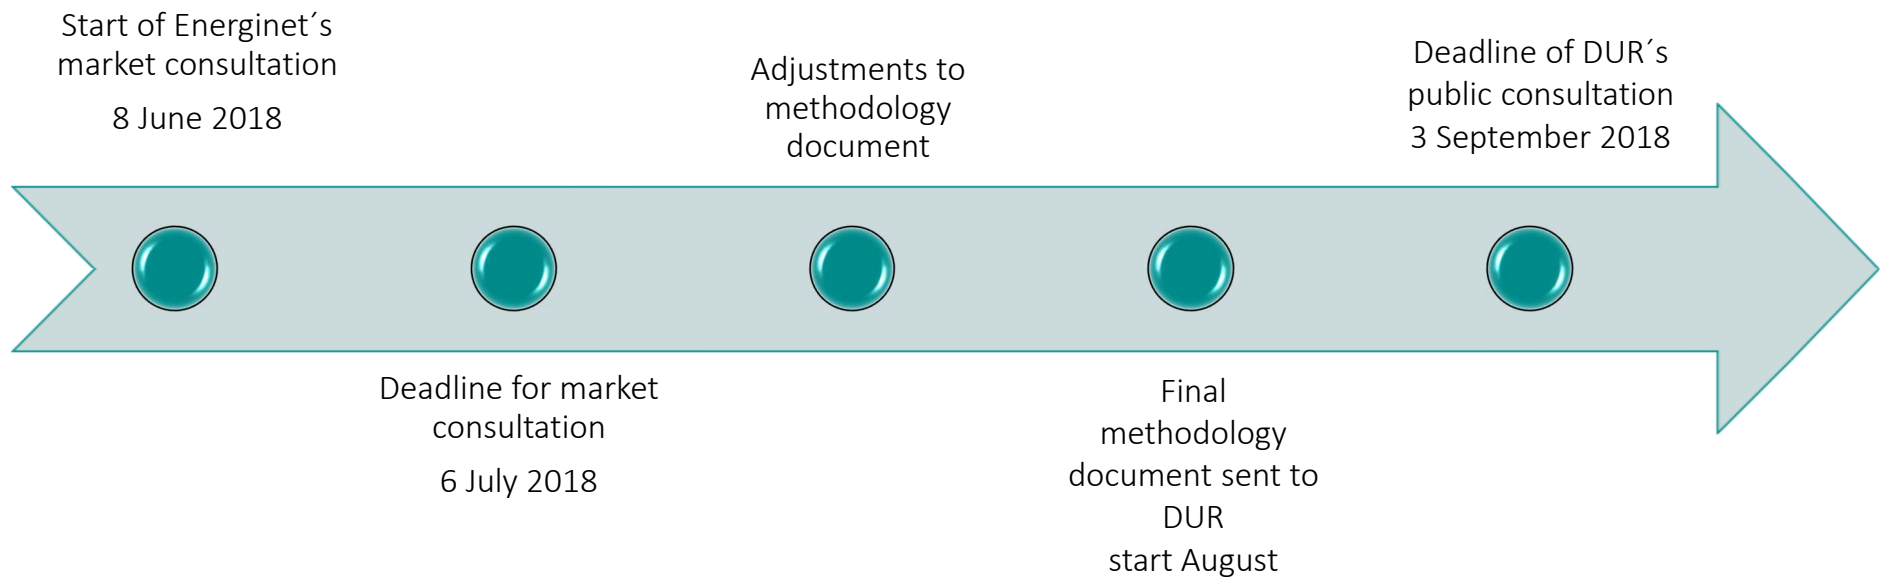 Start of Energinet´s
market consultation
8 June 2018
Deadline for market
consultation
6 July 2018
Adjustments to
methodology
document
Final
methodology
document sent to
DUR
start August
Deadline of DUR´s
public consultation
3 September 2018